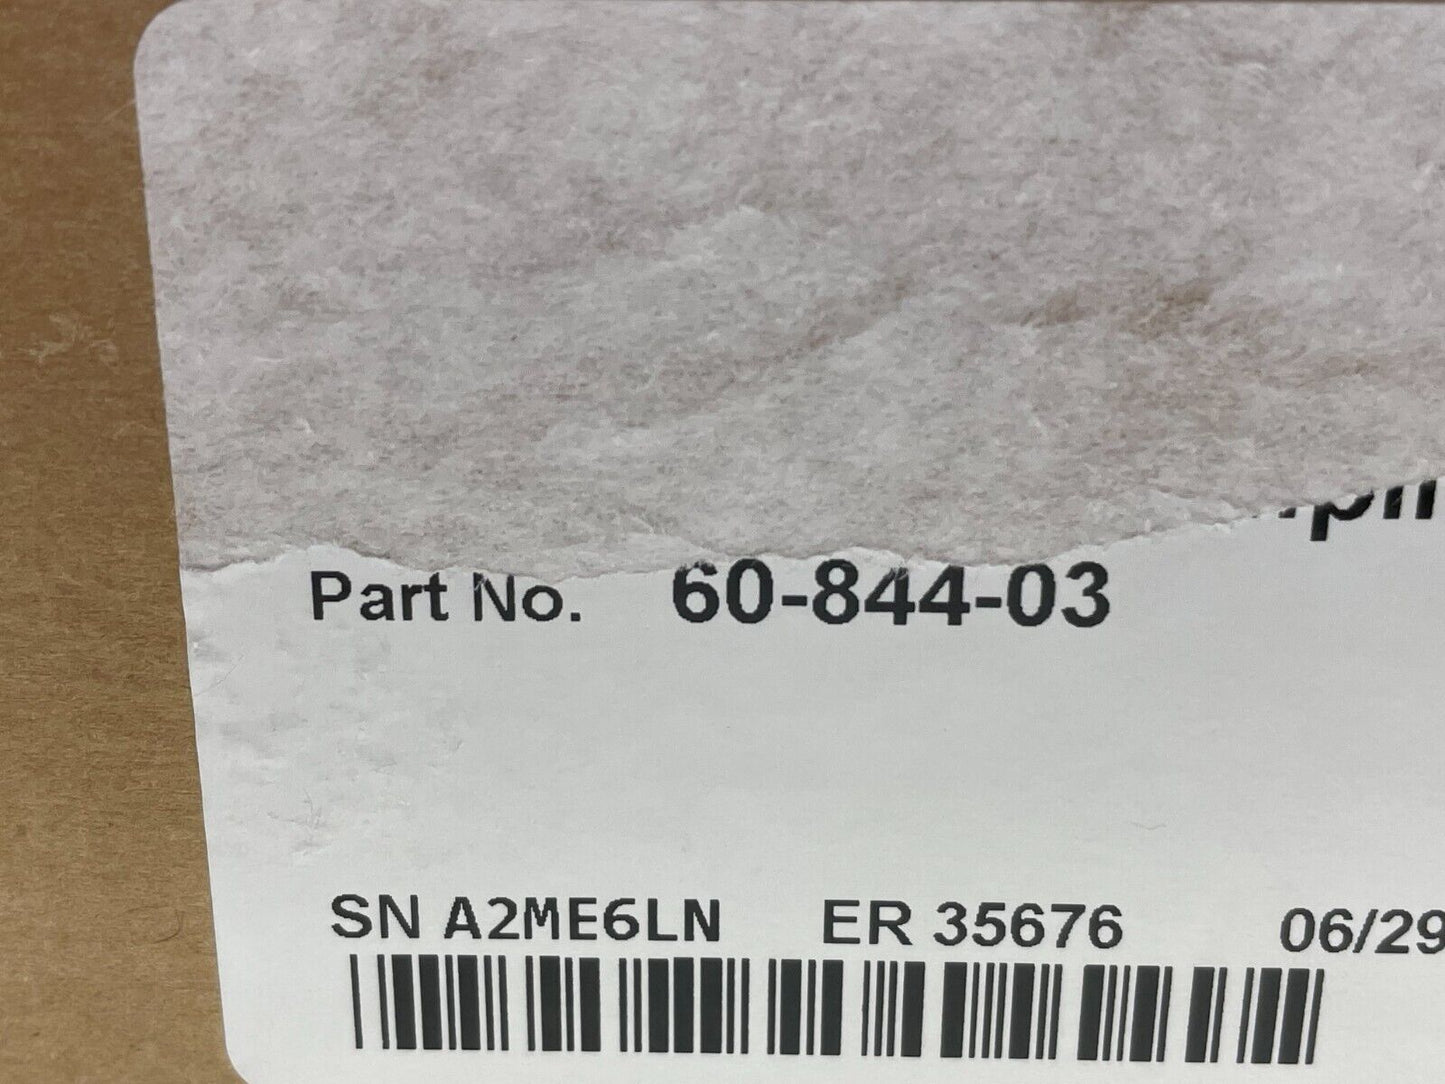 Part No. 60-844-03
SN A2ME6LN ER 35676 06/29